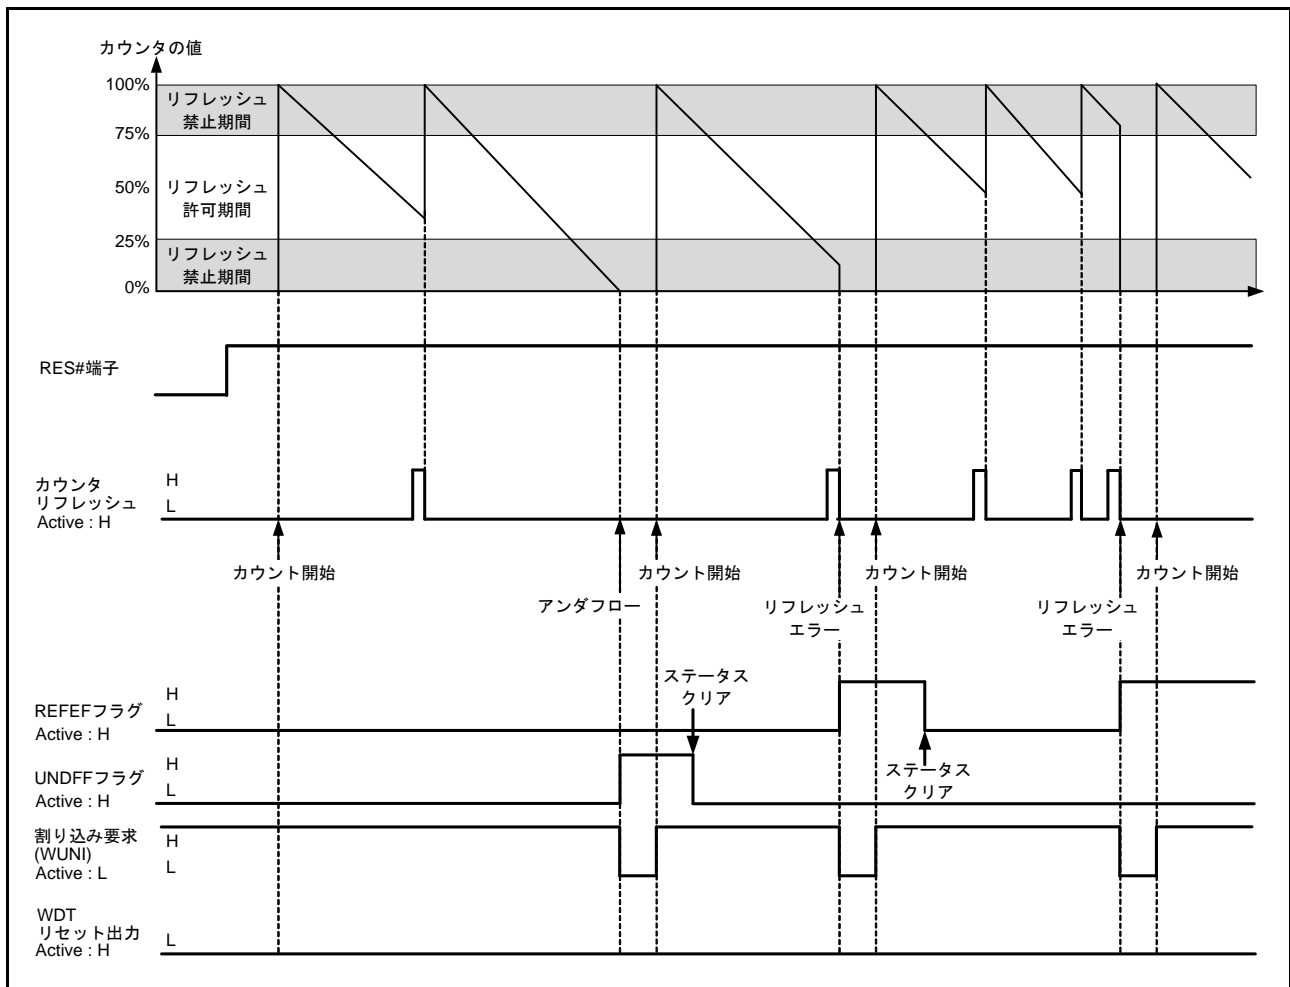 カウンタの値
100%
リフレッシュ
禁止期間
75%
50%
リフレッシュ
許可期間
25%
リフレッシュ
禁止期間
0%
RES#端子
カウンタ
リフレッシュ
Active : H
H
L
カウント開始
カウント開始
カウント開始
カウント開始
アンダフロー
リフレッシュ
エラー
リフレッシュ
エラー
ステータス
クリア
REFEFフラグ
Active : H
H
L
ステータス
クリア
UNDFFフラグ
Active : H
H
L
割り込み要求
(WUNI)
Active : L
H
L
WDT
リセット出力
Active : H
L